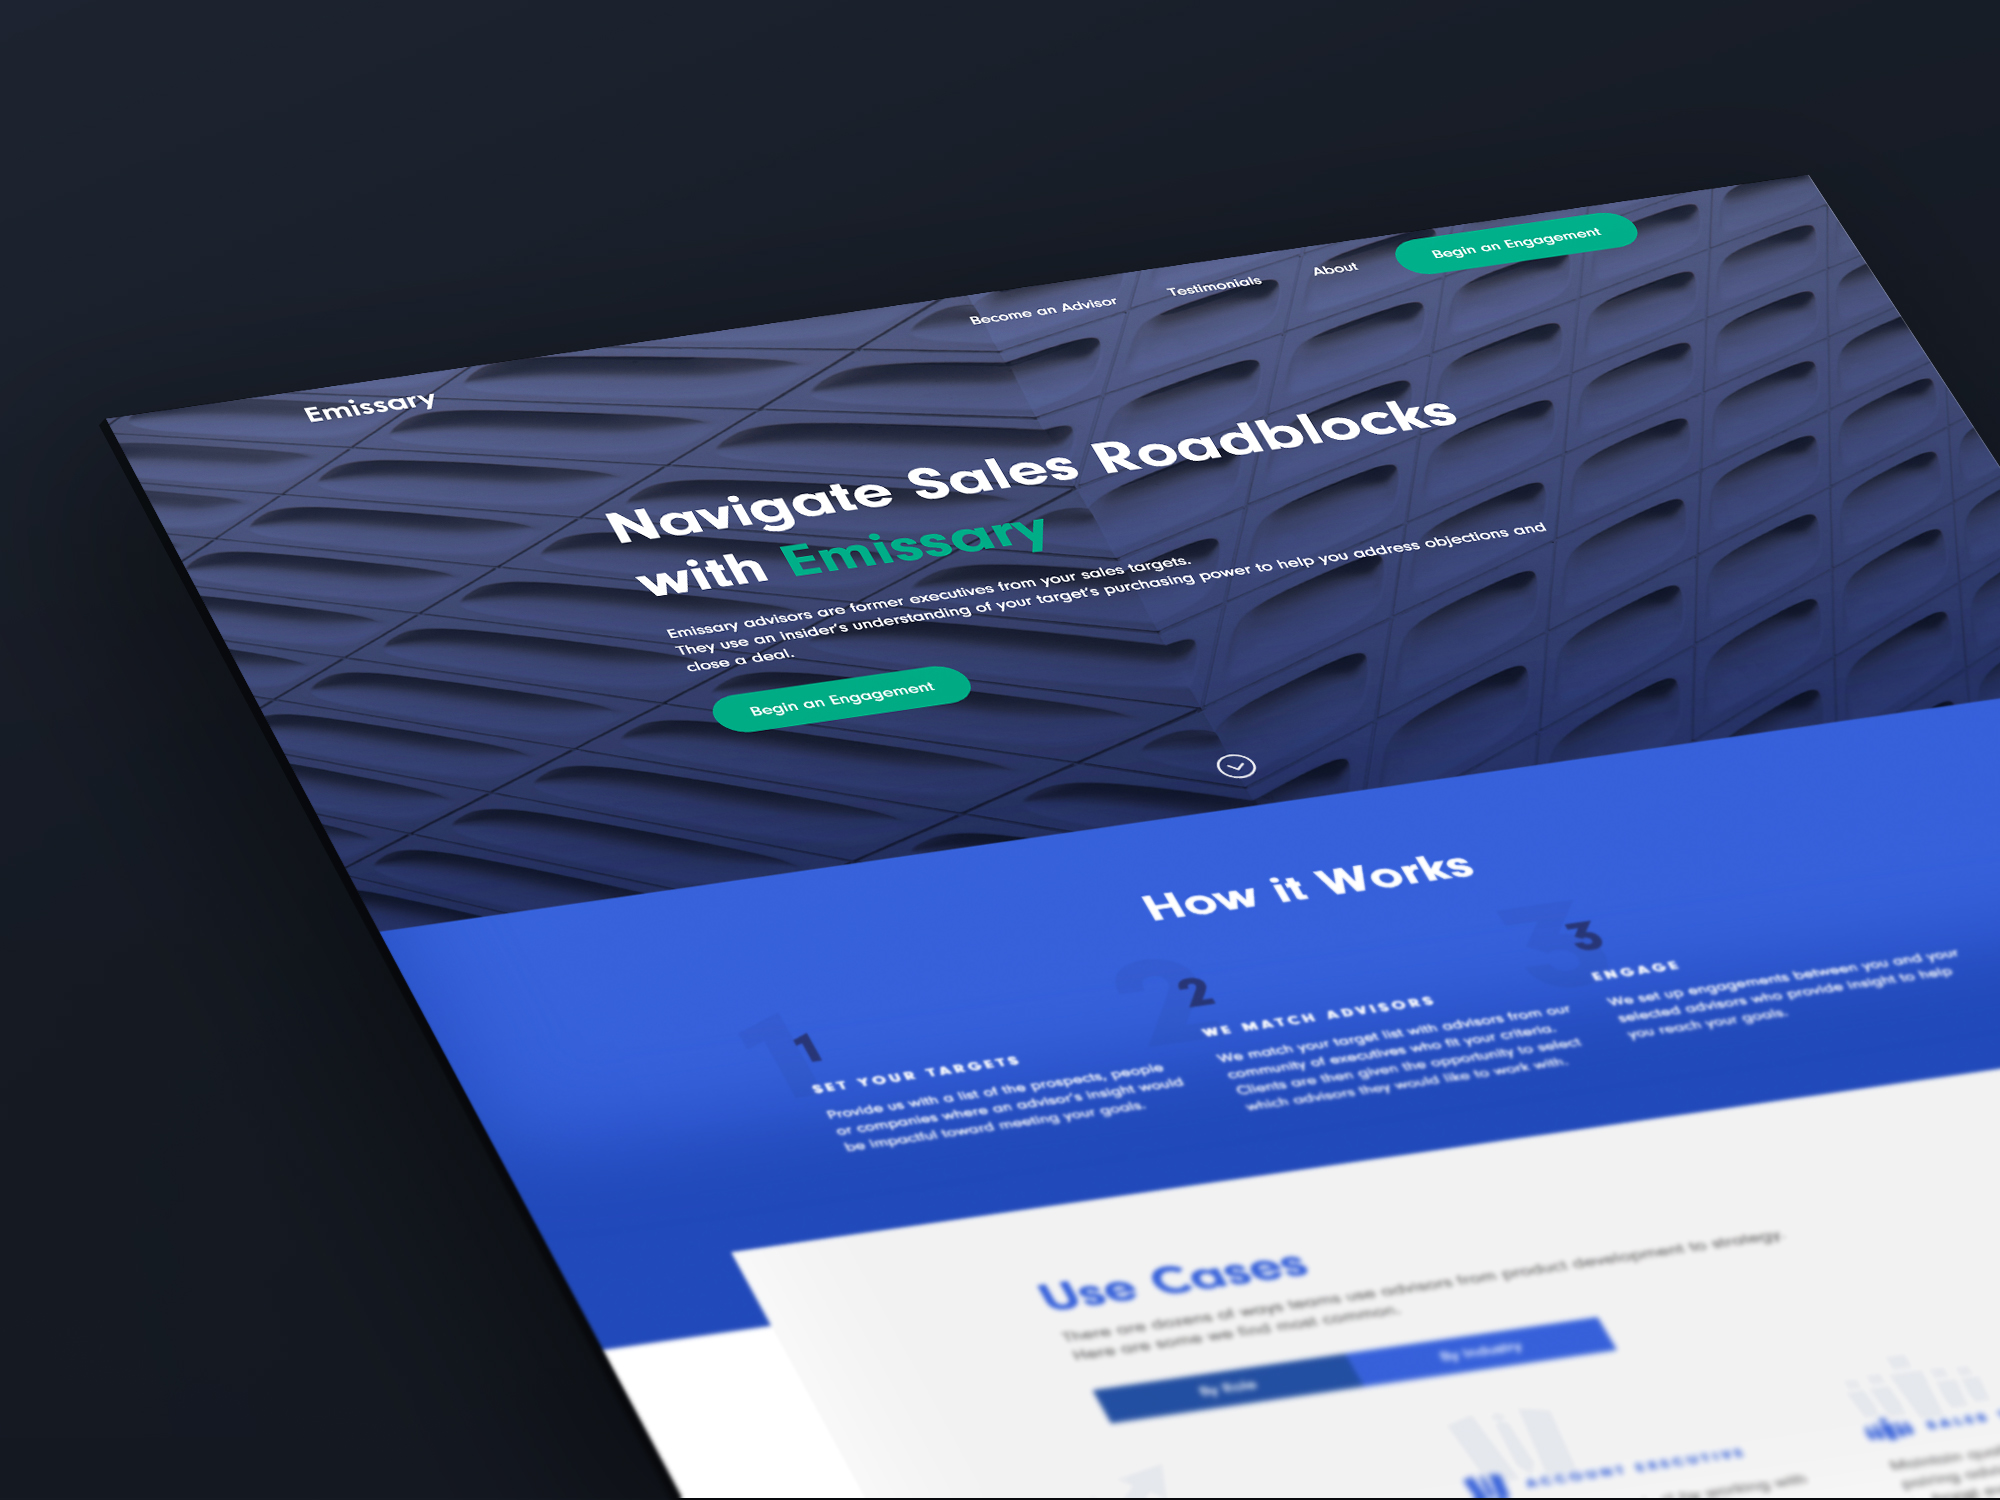 Emissary
Become an Advisor
Testimonials
About
Begin an Engagement
Navigate Sales Roadblocks
with Emissary
Emissary advisors are former executives from your sales targets.
They use an insider's understanding of your target's purchasing power to help you address objections and
close a deal.
Begin an Engagement
How it Works
1
SET YOUR TARGETS
Provide us with a list of the prospects, people
or companies where an advisor's insight would
be impactful toward meeting your goals.
2
WE MATCH ADVISORS
We match your target list with advisors from our
community of executives who fit your criteria.
Clients are then given the opportunity to select
which advisors they would like to work with.
3
ENGAGE
We set up engagements between you and your
selected advisors who provide insight to help
you reach your goals.
Use Cases
There are dozens of ways teams use advisors from product development to strategy.
Here are some we find most common.
By Role
By Industry
ACCOUNT EXECUTIVE
working with
SALES
Maintain